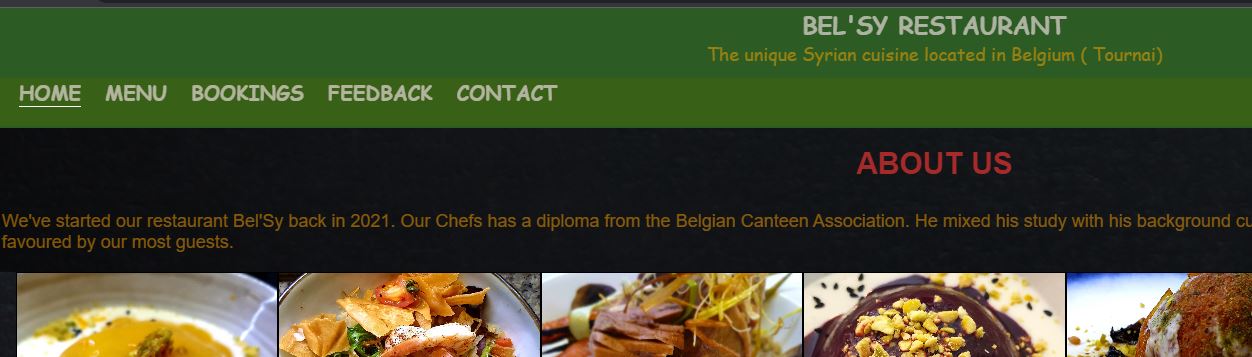 BEL'SY RESTAURANT
The unique Syrian cuisine located in Belgium ( Tournai)
HOME MENU BOOKINGS FEEDBACK CONTACT
ABOUT US
We've started our restaurant Bel'Sy back in 2021. Our Chefs has a diploma from the Belgian Canteen Association. He mixed his study with his background
favoured by our most guests.